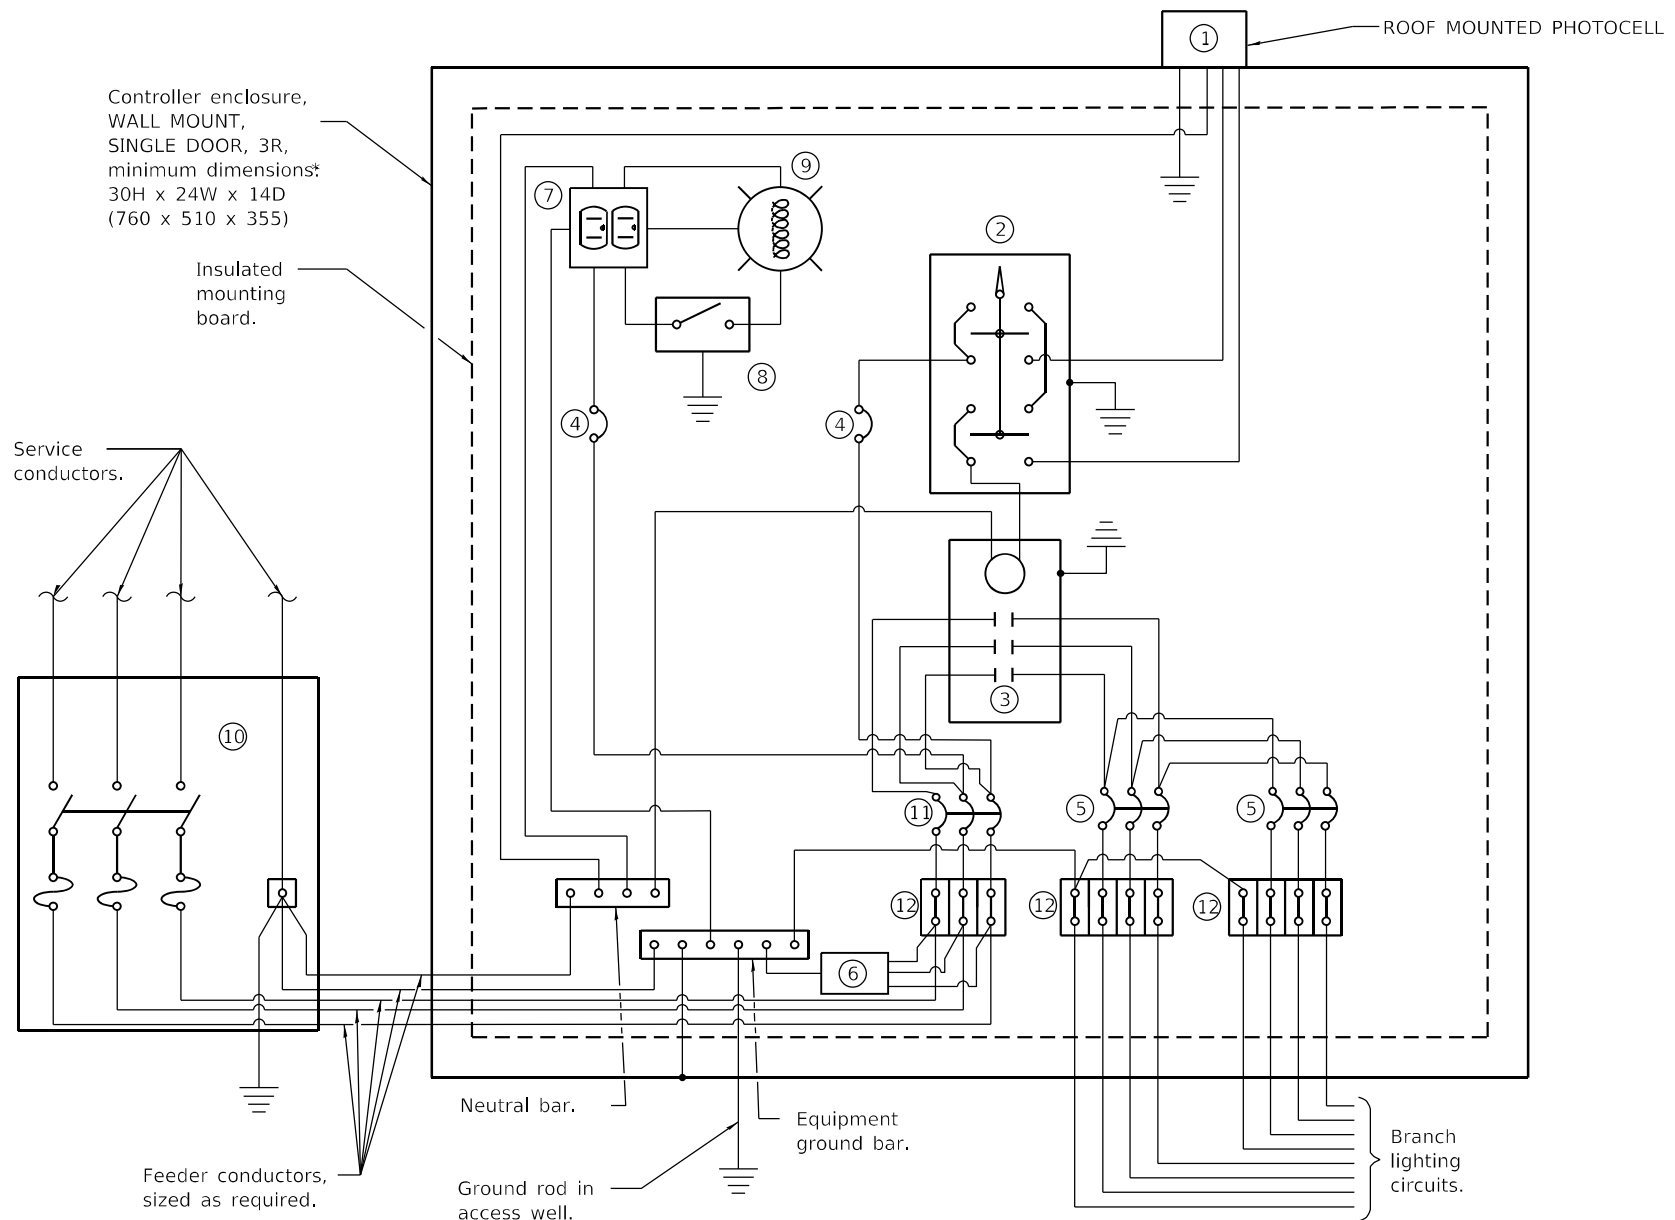 1
ROOF MOUNTED PHOTOCELL
Controller enclosure,
WALL MOUNT,
SINGLE DOOR, 3R,
minimum dimensions*:
30H x 24W x 14D
(760 x 510 x 355)
Insulated
mounting
board.
9
7
2
8
4
4
Service
conductors.
3
10
11
5
5
12
12
12
6
Neutral bar.
Equipment
ground bar.
Branch
lighting
circuits.
Feeder conductors,
sized as required.
Ground rod in
access well.